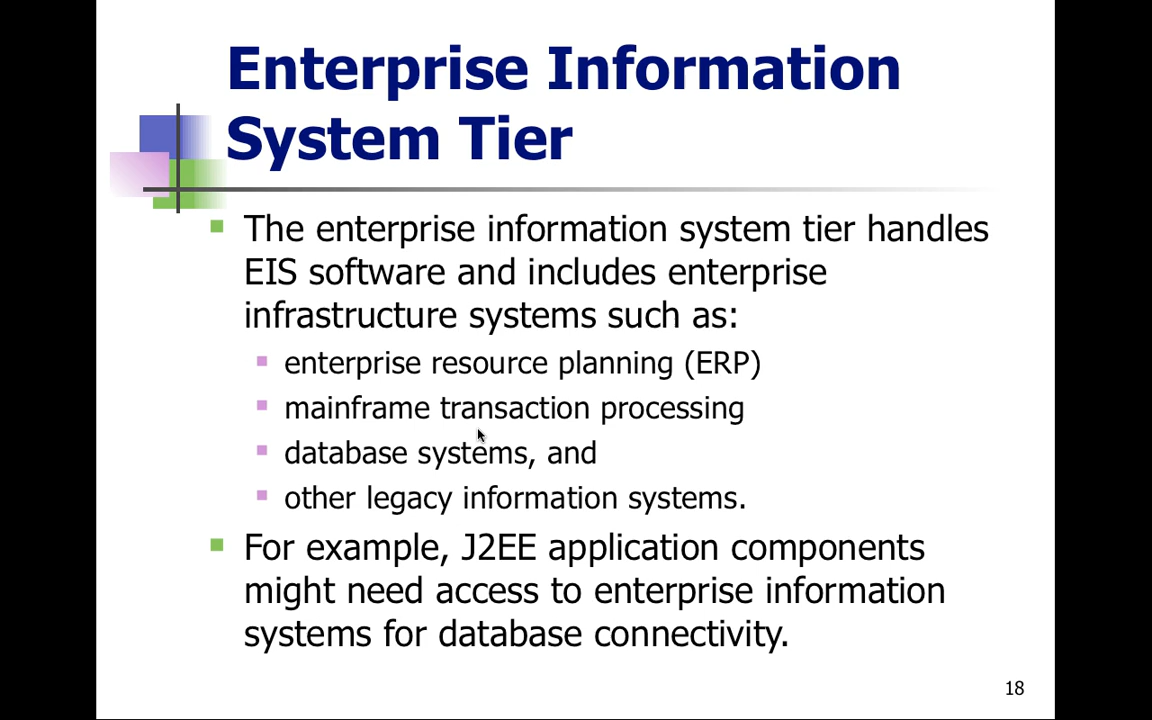 Enterprise Information
System Tier
The enterprise information system tier handles
EIS software and includes enterprise
infrastructure systems such as:
enterprise resource planning (ERP)
mainframe transaction processing
database systems, and
other legacy information systems.
For example, J2EE application components
might need access to enterprise information
systems for database connectivity.
18